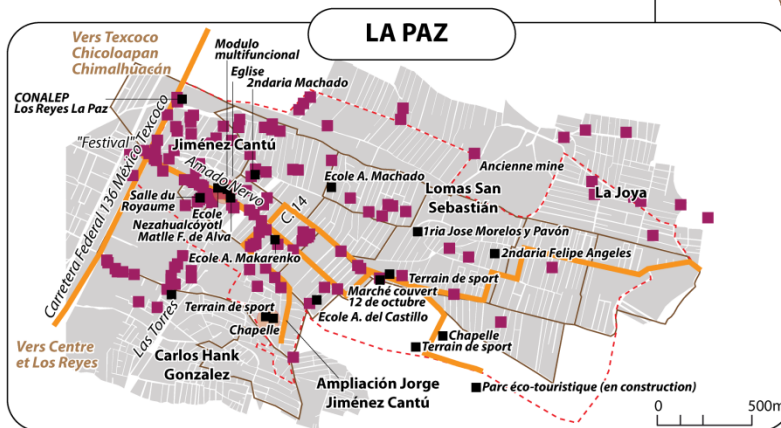 LA PAZ
Vers Texcoco
Chicoloapan
Chimalhuacán
Modulo
multifuncional
Eglise
2ndaria Machado
CONALEP
Los Reyes La Paz
"Festival"
Jiménez Cantú
Carretera Federal 136 México Texcoco
Amado Nervo
Ecole A. Machado
Ancienne mine
Lomas San
Sebastián
La Joya
Salle du
Royaume
Ecole
Nezahualcóyotl
Matlle F. de Alva
C. 14
1ria Jose Morelos y Pavón
2ndaria Felipe Angeles
Ecole A. Makarenko
Terrain de sport
Marché couvert
12 de octubre
Ecole A. del Castillo
Terrain de sport
Chapelle
Las Torres
Chapelle
Terrain de sport
Vers Centre
et Los Reyes
Carlos Hank
Gonzalez
Ampliación Jorge
Jiménez Cantú
Parc éco-touristique (en construction)
0 500m